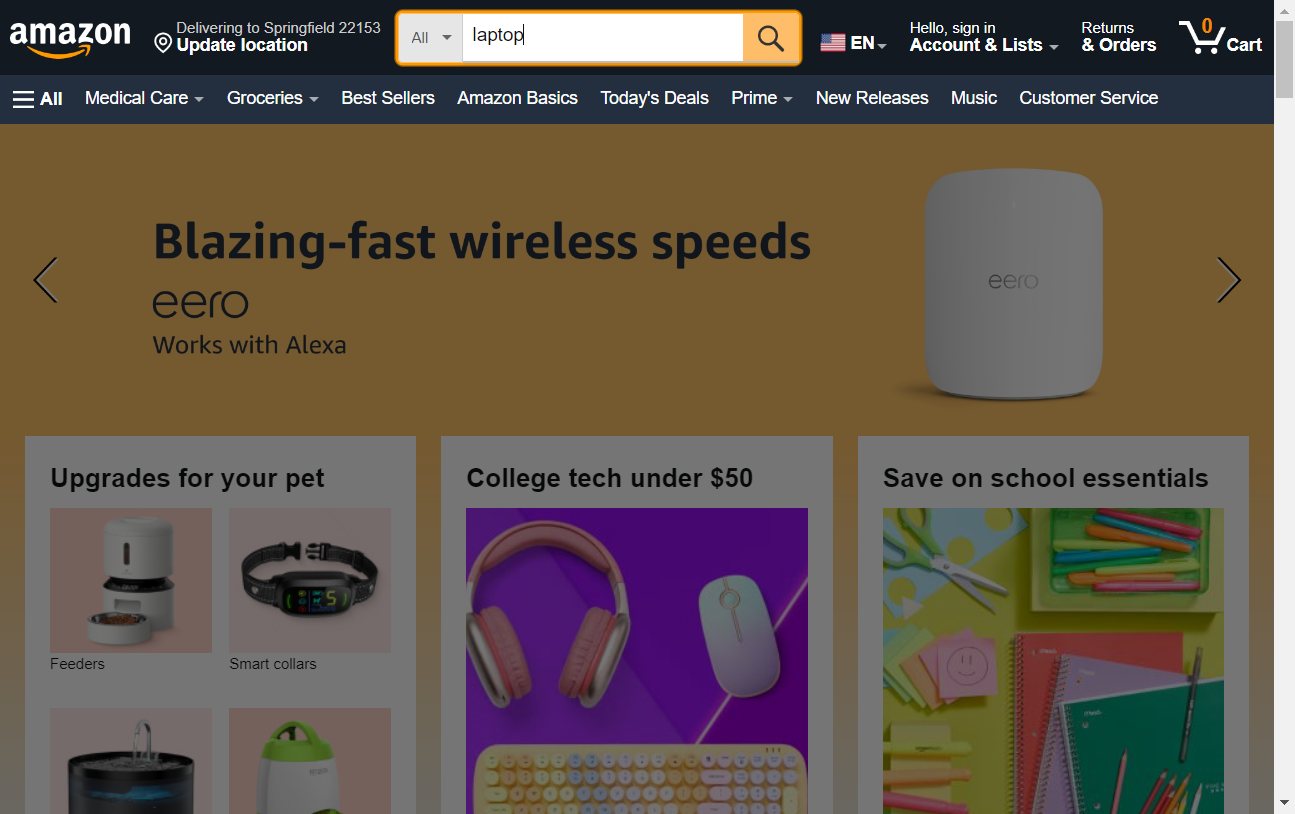 amazon
Delivering to Springfield 22153
Update location
All
laptop
EN
Hello, sign in
Account & Lists
Returns
& Orders
0
Cart
All
Medical Care
Groceries
Best Sellers
Amazon Basics
Today's Deals
Prime
New Releases
Music
Customer Service
Blazing-fast wireless speeds
eero
Works with Alexa
eero
Upgrades for your pet
College tech under $50
Save on school essentials
Feeders
Smart collars